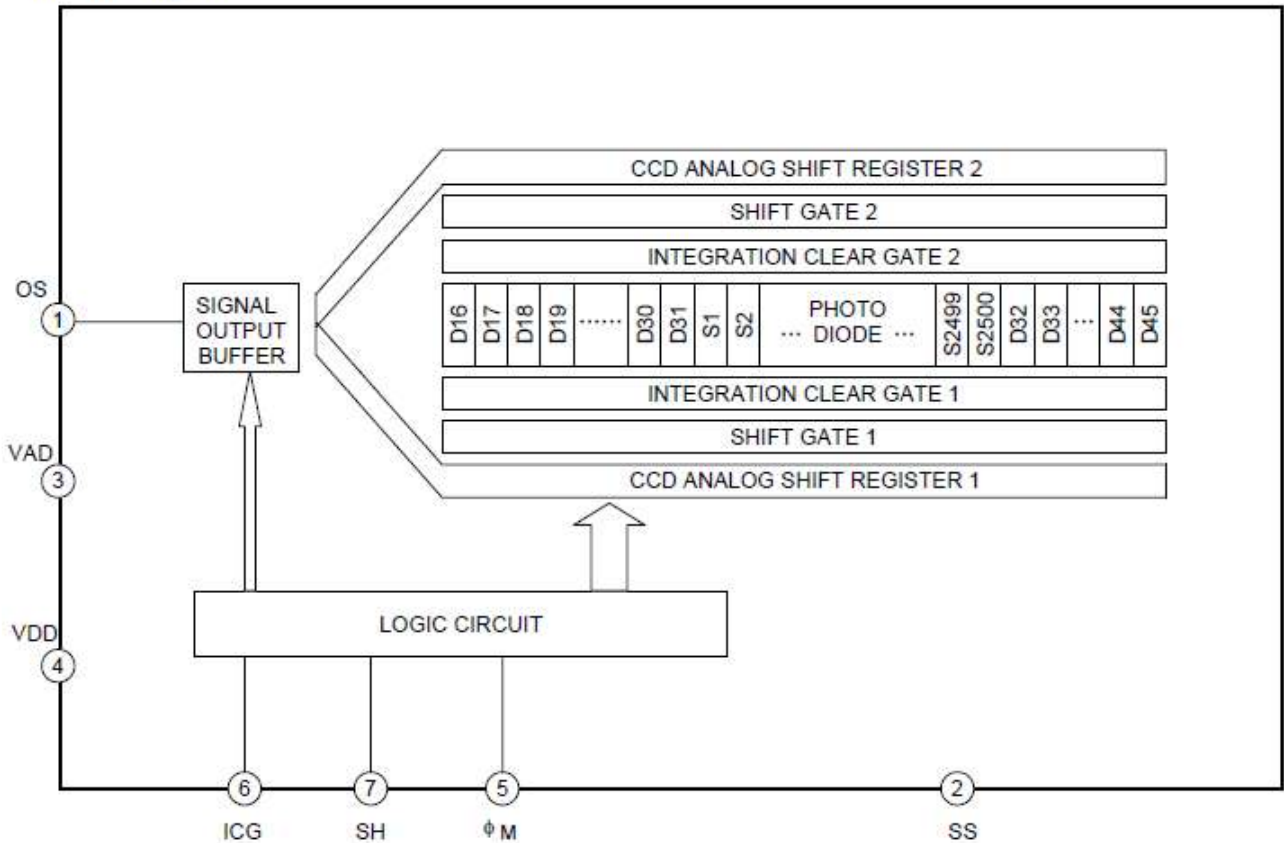 CCD ANALOG SHIFT REGISTER 2
SHIFT GATE 2
INTEGRATION CLEAR GATE 2
OS
1
SIGNAL
OUTPUT
BUFFER
D16
D17
D18
D19
......
D30
D31
S1
S2
PHOTO
... DIODE ...
S2499
S2500
D32
D33
...
D44
D45
INTEGRATION CLEAR GATE 1
SHIFT GATE 1
VAD
3
CCD ANALOG SHIFT REGISTER 1
LOGIC CIRCUIT
VDD
4
6
7
5
2
ICG
SH
ϕM
SS